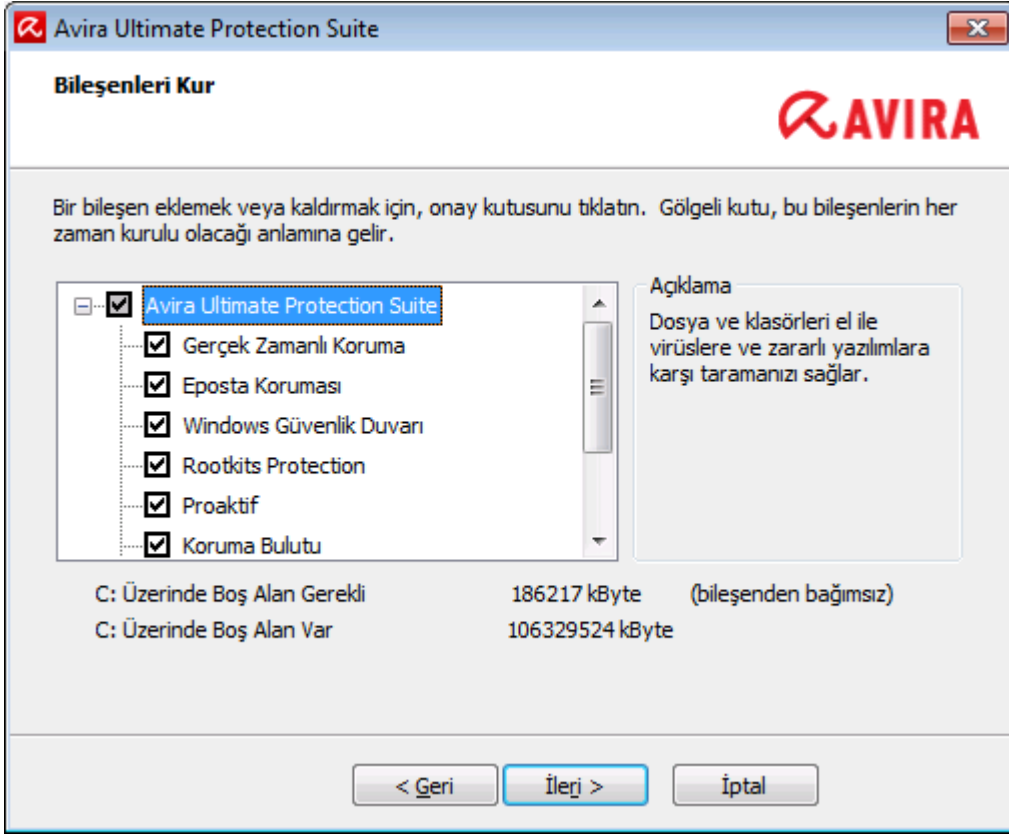 Avira Ultimate Protection Suite
Bileşenleri Kur
AVIRA
Bir bileşen eklemek veya kaldırmak için, onay kutusunu tıklatın.  Gölgeli kutu, bu bileşenlerin her
zaman kurulu olacağı anlamına gelir.
Avira Ultimate Protection Suite
Gerçek Zamanlı Koruma
Eposta Koruması
Windows Güvenlik Duvarı
Rootkits Protection
Proaktif
Koruma Bulutu
Açıklama
Dosya ve klasörleri el ile
virüslere ve zararlı yazılımlara
karşı taramanızı sağlar.
C: Üzerinde Boş Alan Gerekli 186217 kByte (bileşenden bağımsız)
C: Üzerinde Boş Alan Var 106329524 kByte
< Geri İleri > İptal